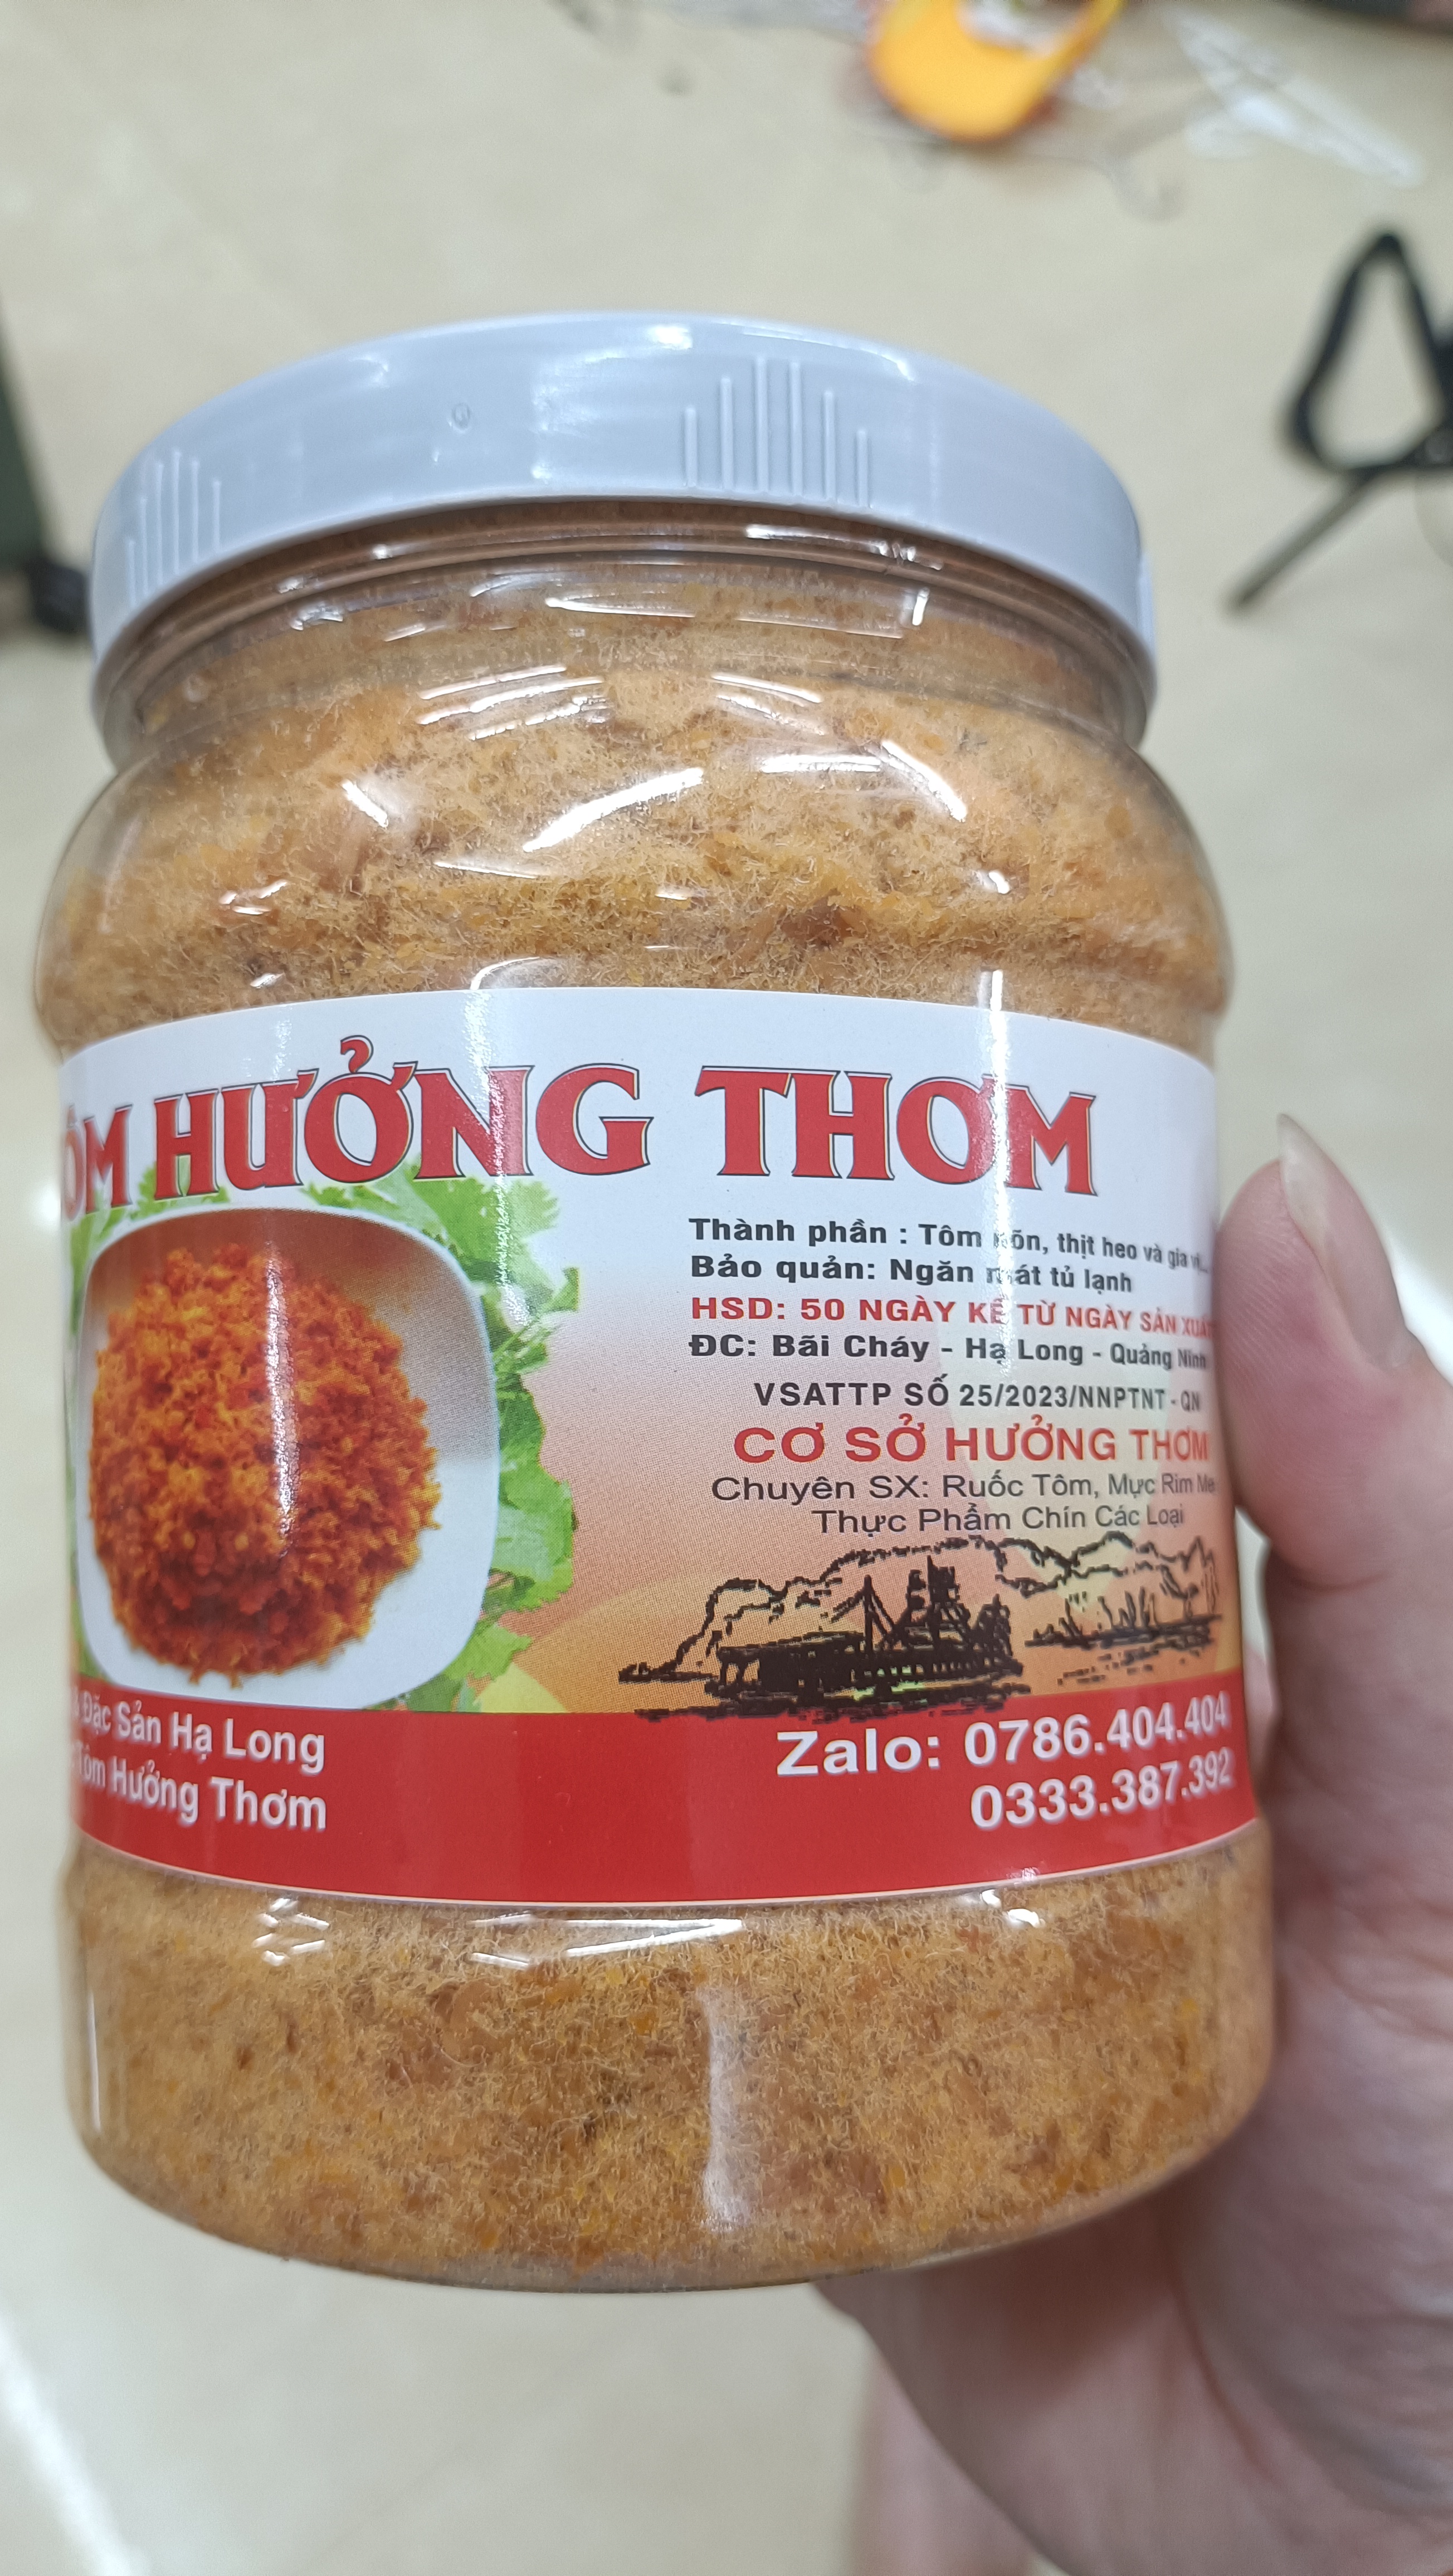 ÔM HƯỞNG THƠM
Thành phần : Tôm nõn, thịt heo và gia vị...
Bảo quản: Ngăn mát tủ lạnh
HSD: 50 NGÀY KỂ TỪ NGÀY SẢN XUẤT
ĐC: Bãi Cháy - Hạ Long - Quảng Ninh
VSATTP SỐ 25/2023/NNPTNT - QN
CƠ SỞ HƯỞNG THƠM
Chuyên SX: Ruốc Tôm, Mực Rim Me
Thực Phẩm Chín Các Loại
Đặc Sản Hạ Long
Tôm Hưởng Thơm
Zalo: 0786.404.404
0333.387.392